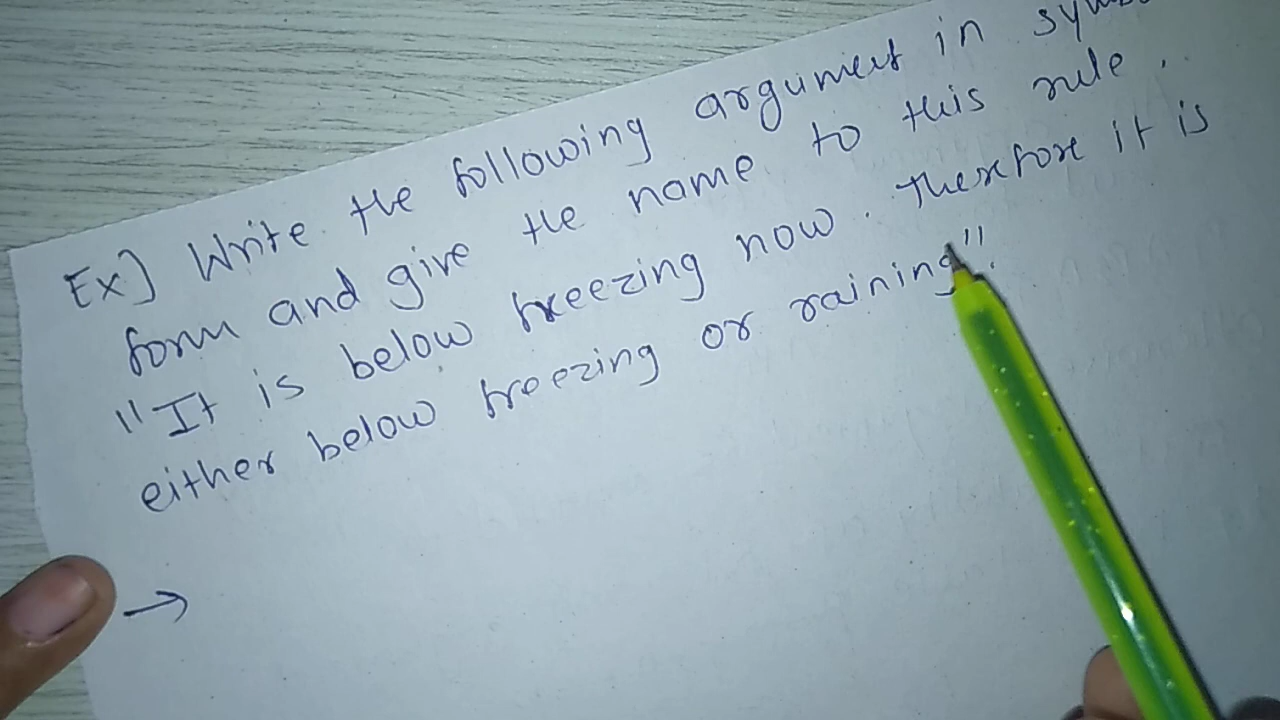 Ex] Write the following argument in
form and give the name to this rule.
"It is below freezing now. Therefore it is
either below freezing or raining".